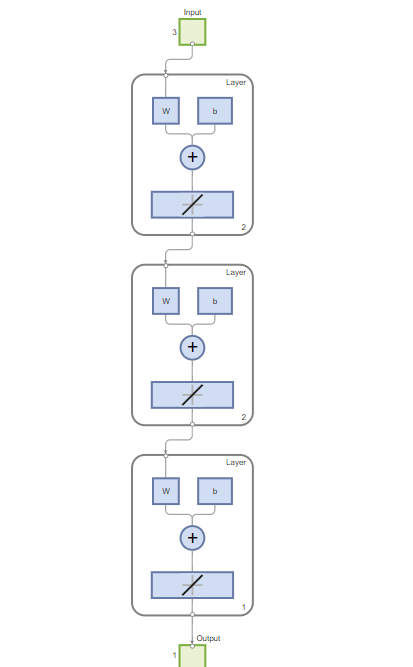 Input
3
Layer
W b
+
2
Layer
W b
+
2
Layer
W b
+
1
Output
1